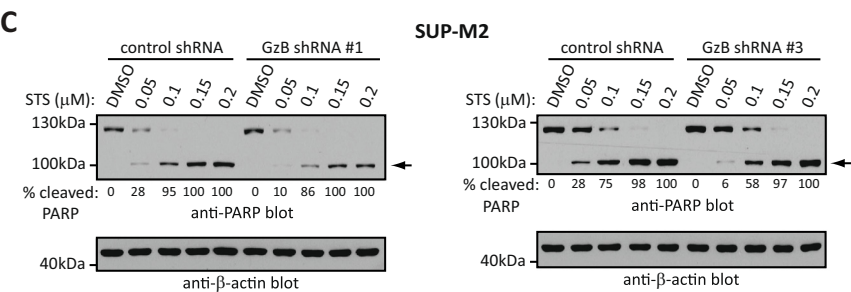 C
SUP-M2
control shRNA GzB shRNA #1
STS (μM): DMSO 0.05 0.1 0.15 0.2 DMSO 0.05 0.1 0.15 0.2
130kDa
100kDa
% cleaved: 0 28 95 100 100 0 10 86 100 100
PARP anti-PARP blot
40kDa
anti-β-actin blot
control shRNA GzB shRNA #3
STS (μM): DMSO 0.05 0.1 0.15 0.2 DMSO 0.05 0.1 0.15 0.2
130kDa
100kDa
% cleaved: 0 28 75 98 100 0 6 58 97 100
PARP anti-PARP blot
40kDa
anti-β-actin blot